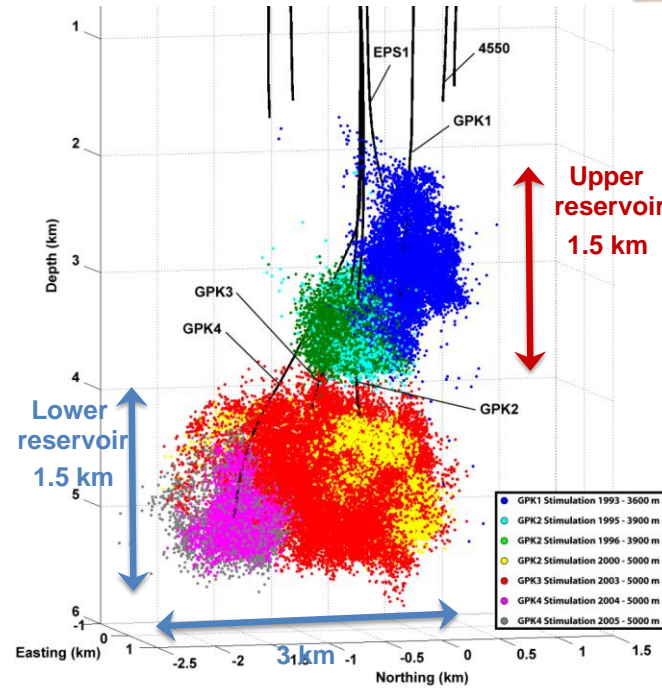 1
EPS1
4550
2
GPK1
Upper
reservoir
1.5 km
Depth (km)
3
GPK3
GPK4
4
Lower
reservoir
1.5 km
GPK2
5
GPK1 Stimulation 1993 - 3600 m
GPK2 Stimulation 1995 - 3900 m
GPK2 Stimulation 1996 - 3900 m
GPK2 Stimulation 2000 - 5000 m
GPK3 Stimulation 2003 - 5000 m
GPK4 Stimulation 2004 - 5000 m
GPK4 Stimulation 2005 - 5000 m
6
-1
0
Easting (km)
1
3 km
-2.5 -2 -1.5 -1 -0.5 0 0.5 1 1.5
Northing (km)